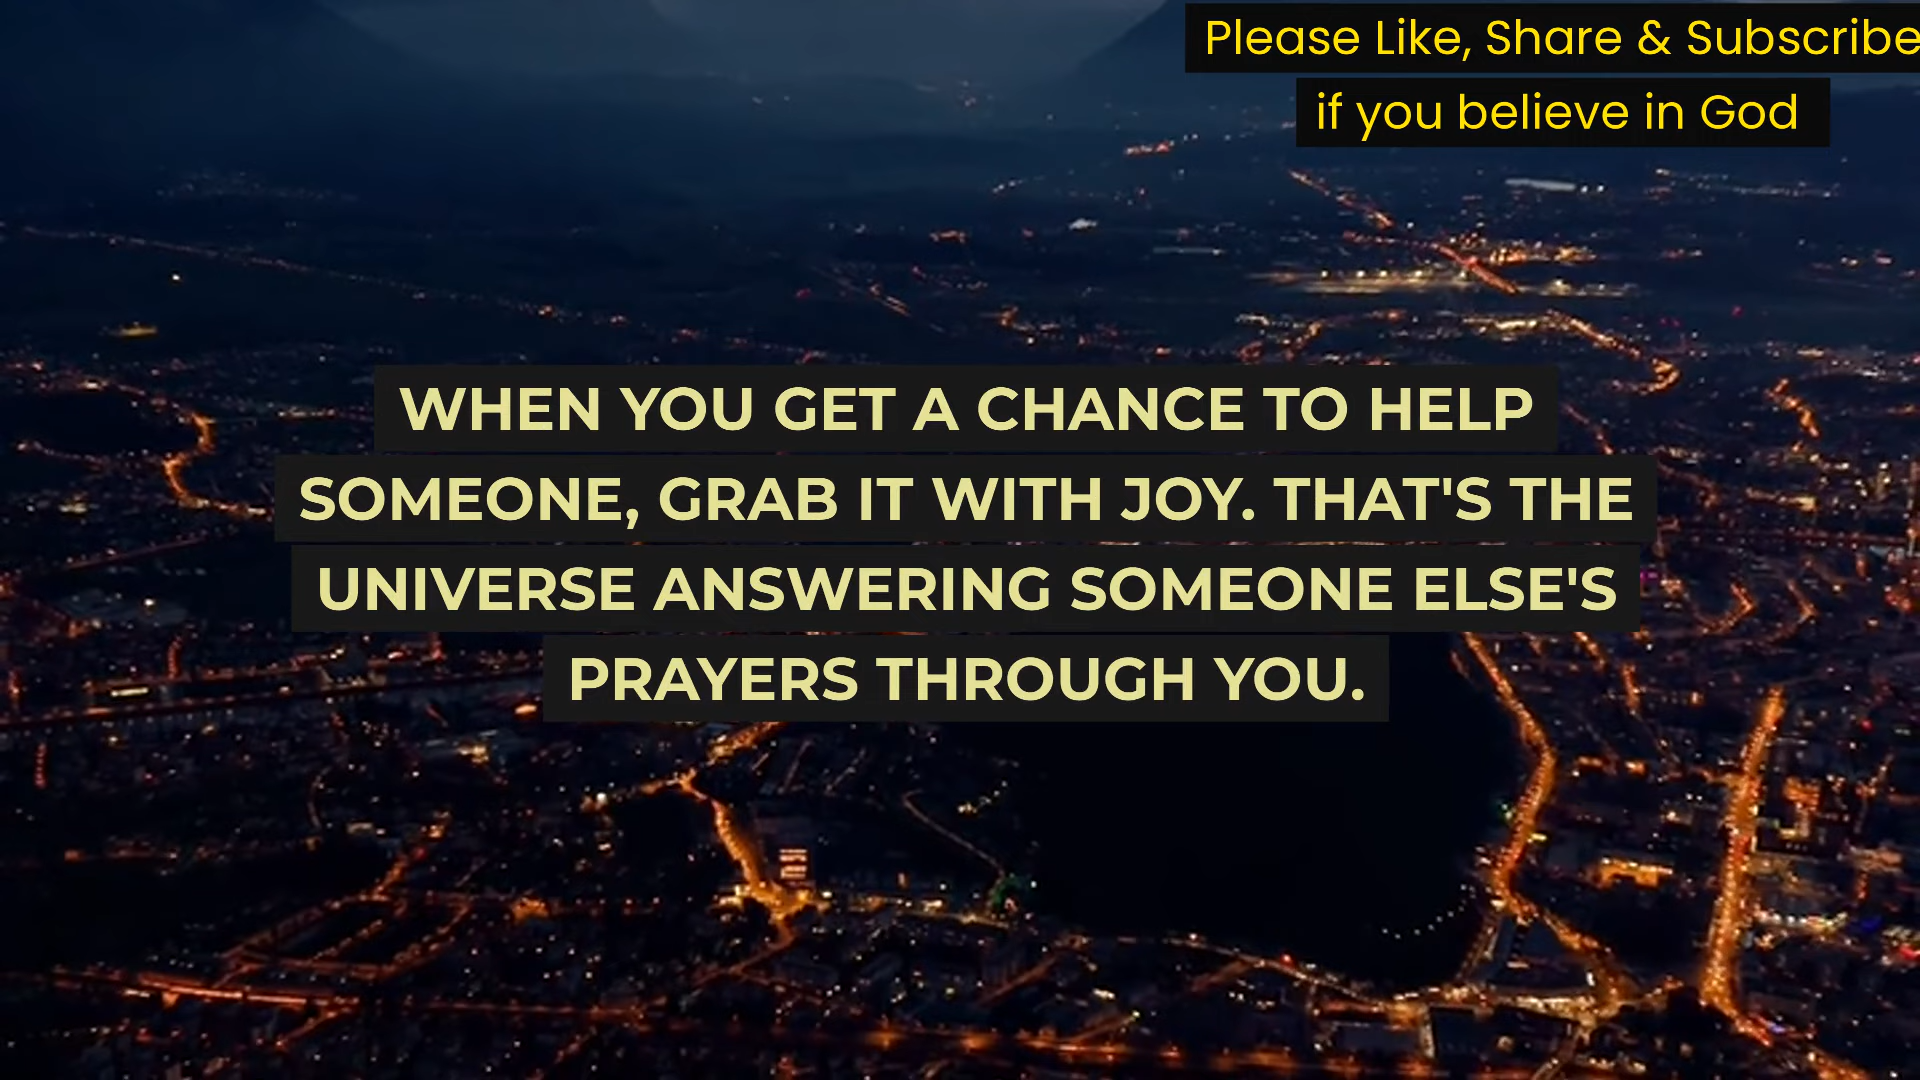 Please Like, Share & Subscribe
if you believe in God
WHEN YOU GET A CHANCE TO HELP
SOMEONE, GRAB IT WITH JOY. THAT'S THE
UNIVERSE ANSWERING SOMEONE ELSE'S
PRAYERS THROUGH YOU.